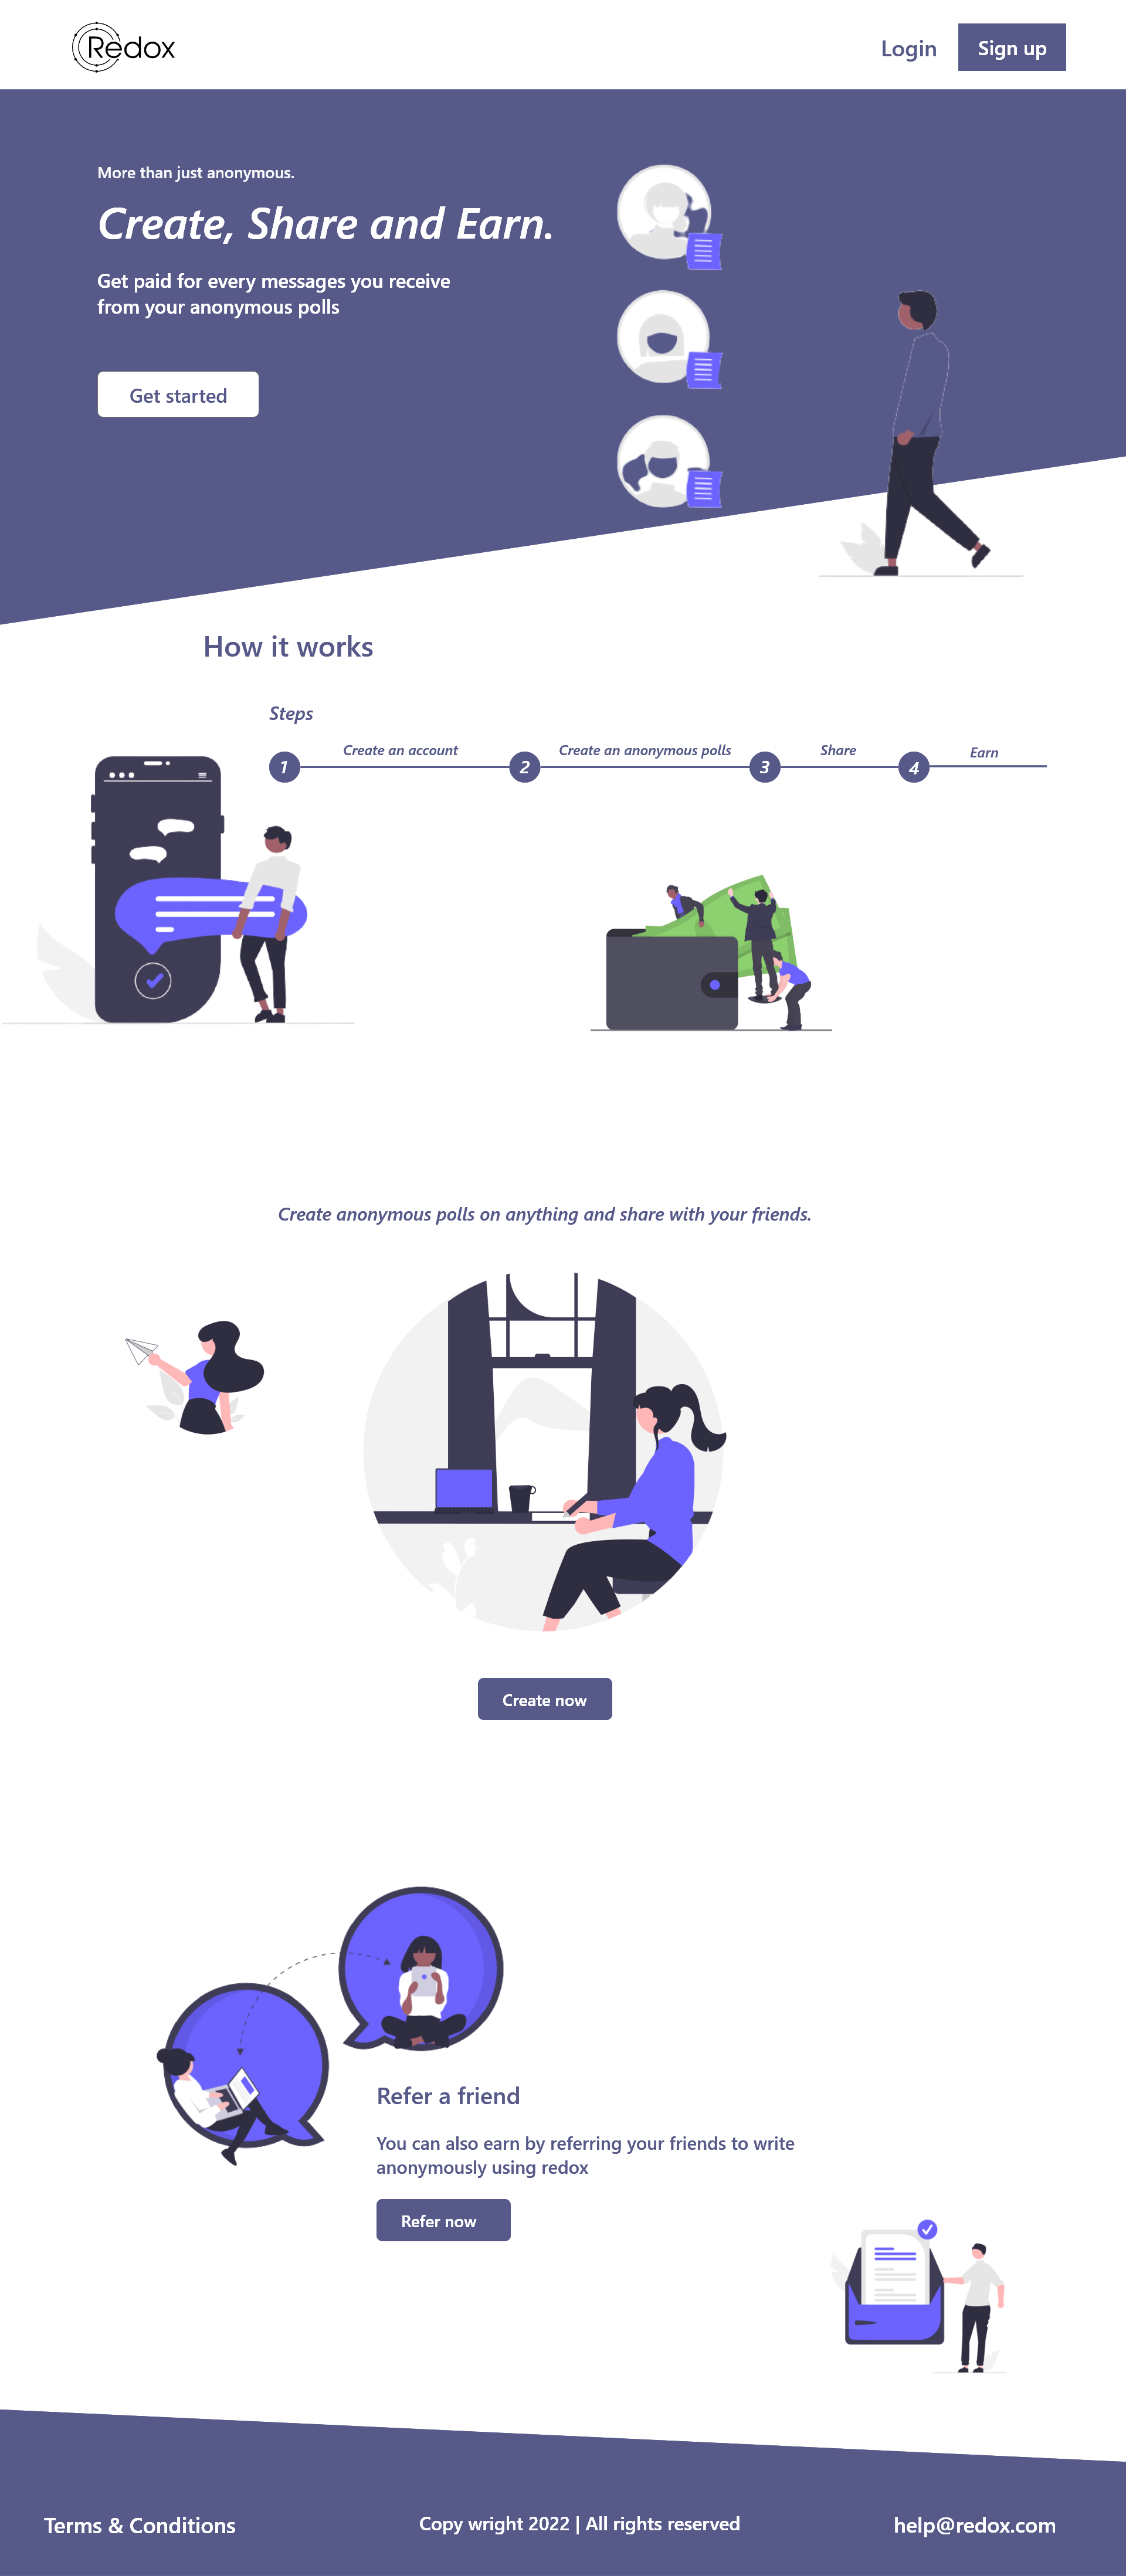 Redox
Login
Sign up
More than just anonymous.
Create, Share and Earn.
Get paid for every messages you receive
from your anonymous polls
Get started
How it works
Steps
1
Create an account
2
Create an anonymous polls
3
Share
4
Earn
Create anonymous polls on anything and share with your friends.
Create now
Refer a friend
You can also earn by referring your friends to write
anonymously using redox
Refer now
Terms & Conditions
Copy wright 2022 | All rights reserved
help@redox.com